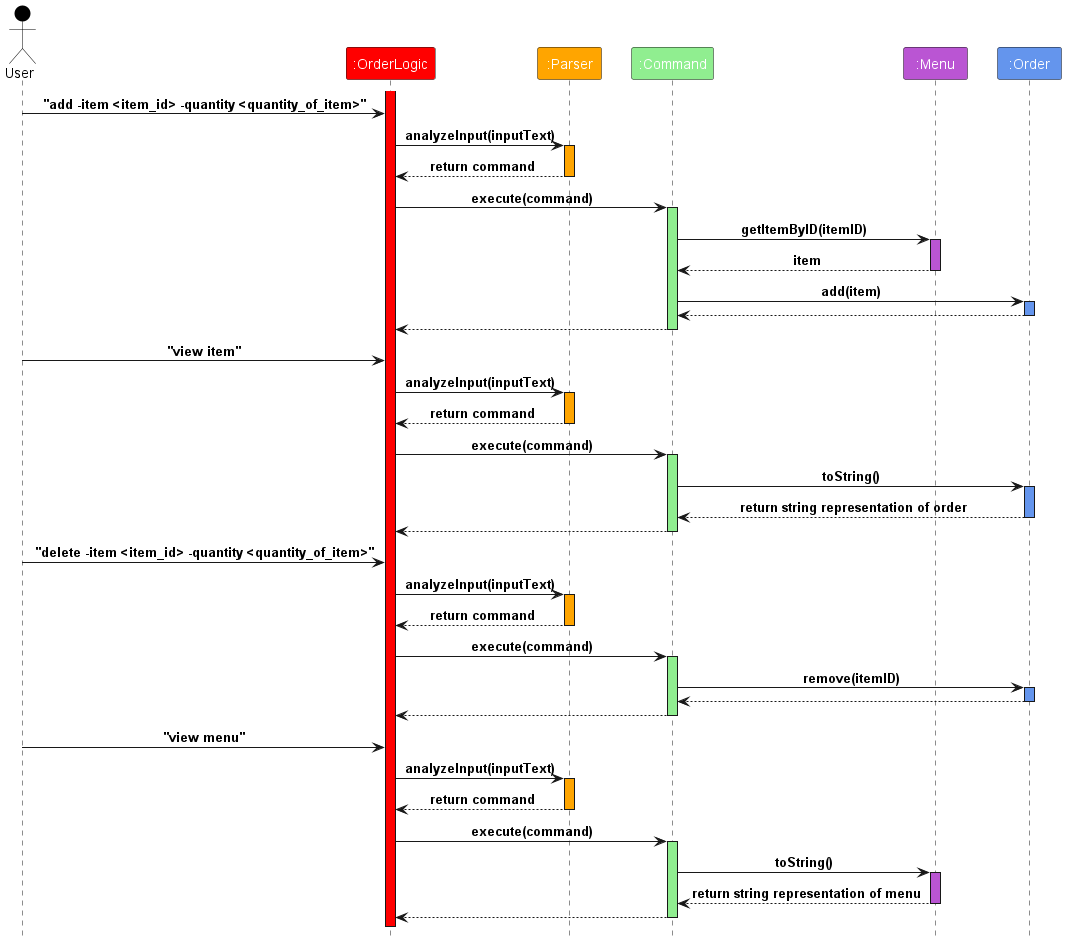 User
:OrderLogic
:Parser
:Command
:Menu
:Order
"add -item <item_id> -quantity <quantity_of_item>"
analyzeInput(inputText)
return command
execute(command)
getItemByID(itemID)
item
add(item)
"view item"
analyzeInput(inputText)
return command
execute(command)
toString()
return string representation of order
"delete -item <item_id> -quantity <quantity_of_item>"
analyzeInput(inputText)
return command
execute(command)
remove(itemID)
"view menu"
analyzeInput(inputText)
return command
execute(command)
toString()
return string representation of menu